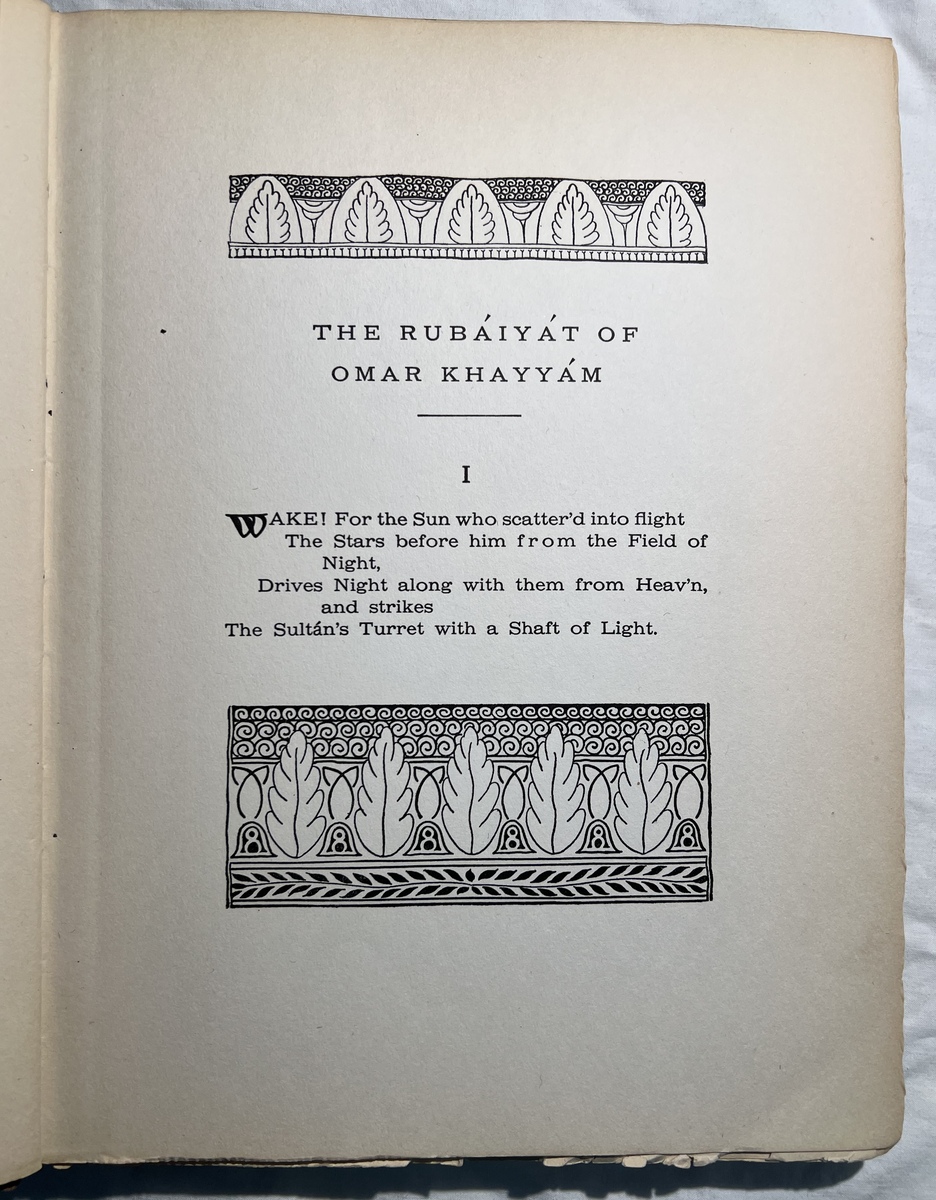 THE RUBÁIYÁT OF
OMAR KHAYYÁM
I
WAKE! For the Sun who scatter'd into flight
The Stars before him from the Field of
Night,
Drives Night along with them from Heav'n,
and strikes
The Sultán's Turret with a Shaft of Light.